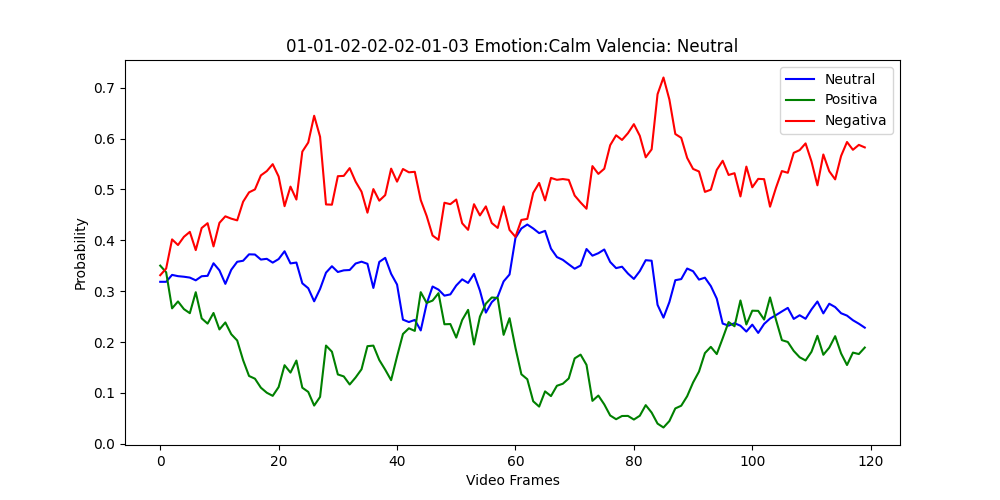 01-01-02-02-02-01-03 Emotion:Calm Valencia: Neutral
Neutral
Positiva
Negativa
Probability
0.7
0.6
0.5
0.4
0.3
0.2
0.1
0.0
0 20 40 60 80 100 120
Video Frames